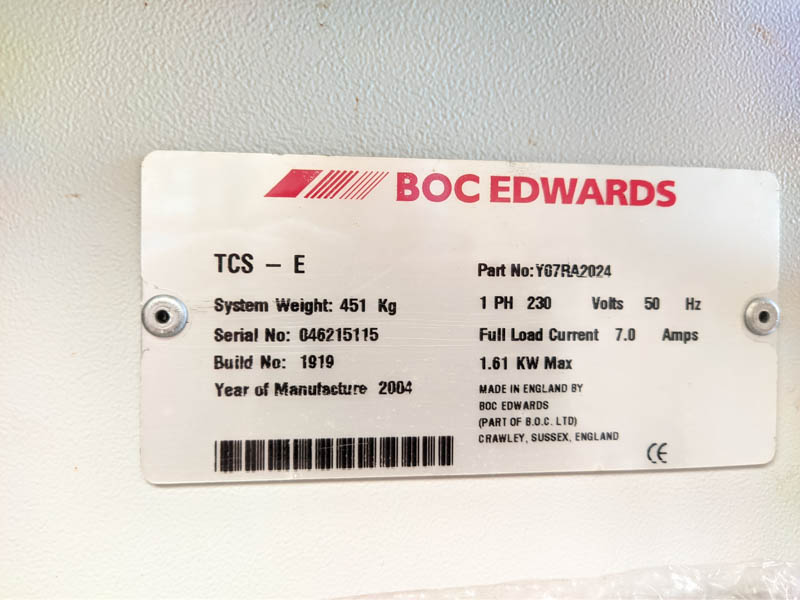 BOC EDWARDS
TCS – E
System Weight: 451 Kg
Serial No: 046215115
Build No: 1919
Year of Manufacture 2004
Part No: Y07RA2024
1 PH 230 Volts 50 Hz
Full Load Current 7.0 Amps
1.61 KW Max
MADE IN ENGLAND BY
BOC EDWARDS
(PART OF B.O.C. LTD)
CRAWLEY, SUSSEX, ENGLAND
CE